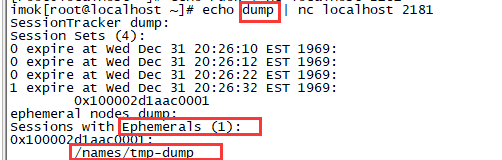 imok[root@localhost ~]# echo dump | nc localhost 2181
SessionTracker dump:
Session Sets (4):
0 expire at Wed Dec 31 20:26:10 EST 1969:
0 expire at Wed Dec 31 20:26:12 EST 1969:
0 expire at Wed Dec 31 20:26:22 EST 1969:
1 expire at Wed Dec 31 20:26:32 EST 1969:
0x100002d1aac0001
ephemeral nodes dump:
Sessions with Ephemerals (1):
0x100002d1aac0001:
/names/tmp-dump